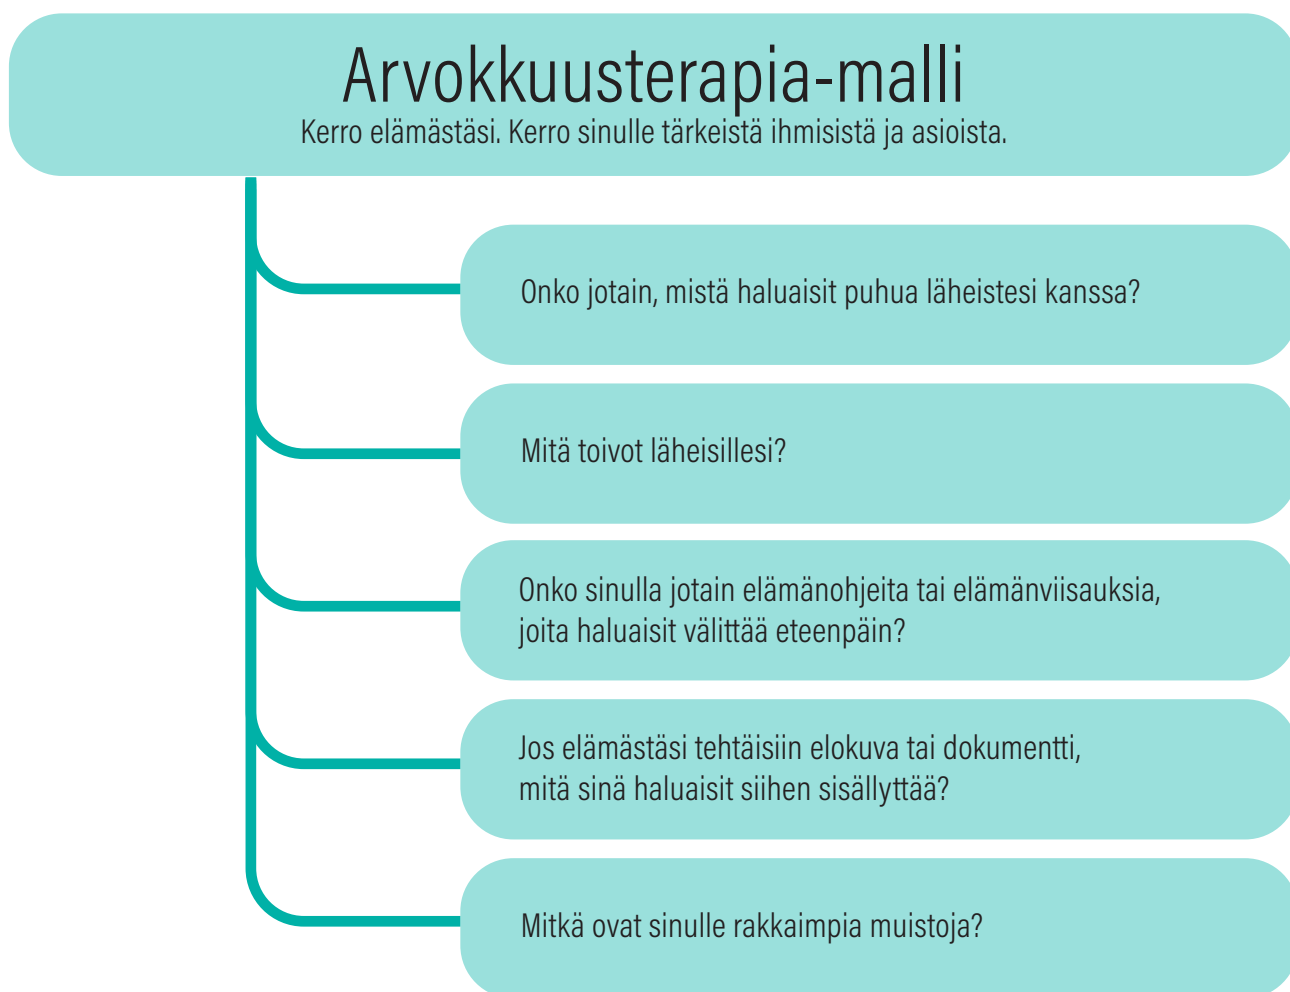 Arvokkuusterapia-malli
Kerro elämästäsi. Kerro sinulle tärkeistä ihmisistä ja asioista.
Onko jotain, mistä haluaisit puhua läheistesi kanssa?
Mitä toivot läheisillesi?
Onko sinulla jotain elämänohjeita tai elämänviisauksia,
joita haluaisit välittää eteenpäin?
Jos elämästäsi tehtäisiin elokuva tai dokumentti,
mitä sinä haluaisit siihen sisällyttää?
Mitkä ovat sinulle rakkaimpia muistoja?